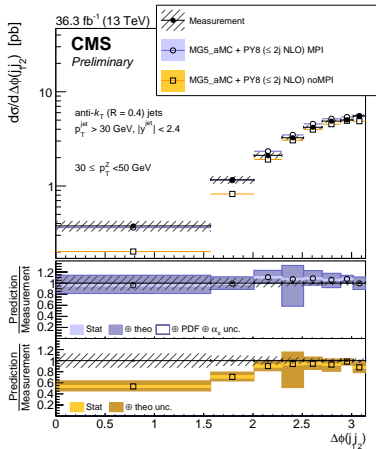 36.3 fb⁻¹ (13 TeV)
dσ/dΔϕ(j₁j₂) [pb]
CMS
Preliminary
Measurement
MG5_aMC + PY8 (≤ 2j NLO) MPI
MG5_aMC + PY8 (≤ 2j NLO) noMPI
anti-k_T (R = 0.4) jets
p_T^jet > 30 GeV, |y^jet| < 2.4
30 ≤ p_T^Z <50 GeV
10
1
Prediction
Measurement
1.2
1
0.8
0.6
0.4
0.2
Stat ⊕ theo ⊕ PDF ⊕ α_s unc.
Prediction
Measurement
1.2
1
0.8
0.6
0.4
0.2
Stat ⊕ theo unc.
0 0.5 1 1.5 2 2.5 3
Δϕ(j₁j₂)